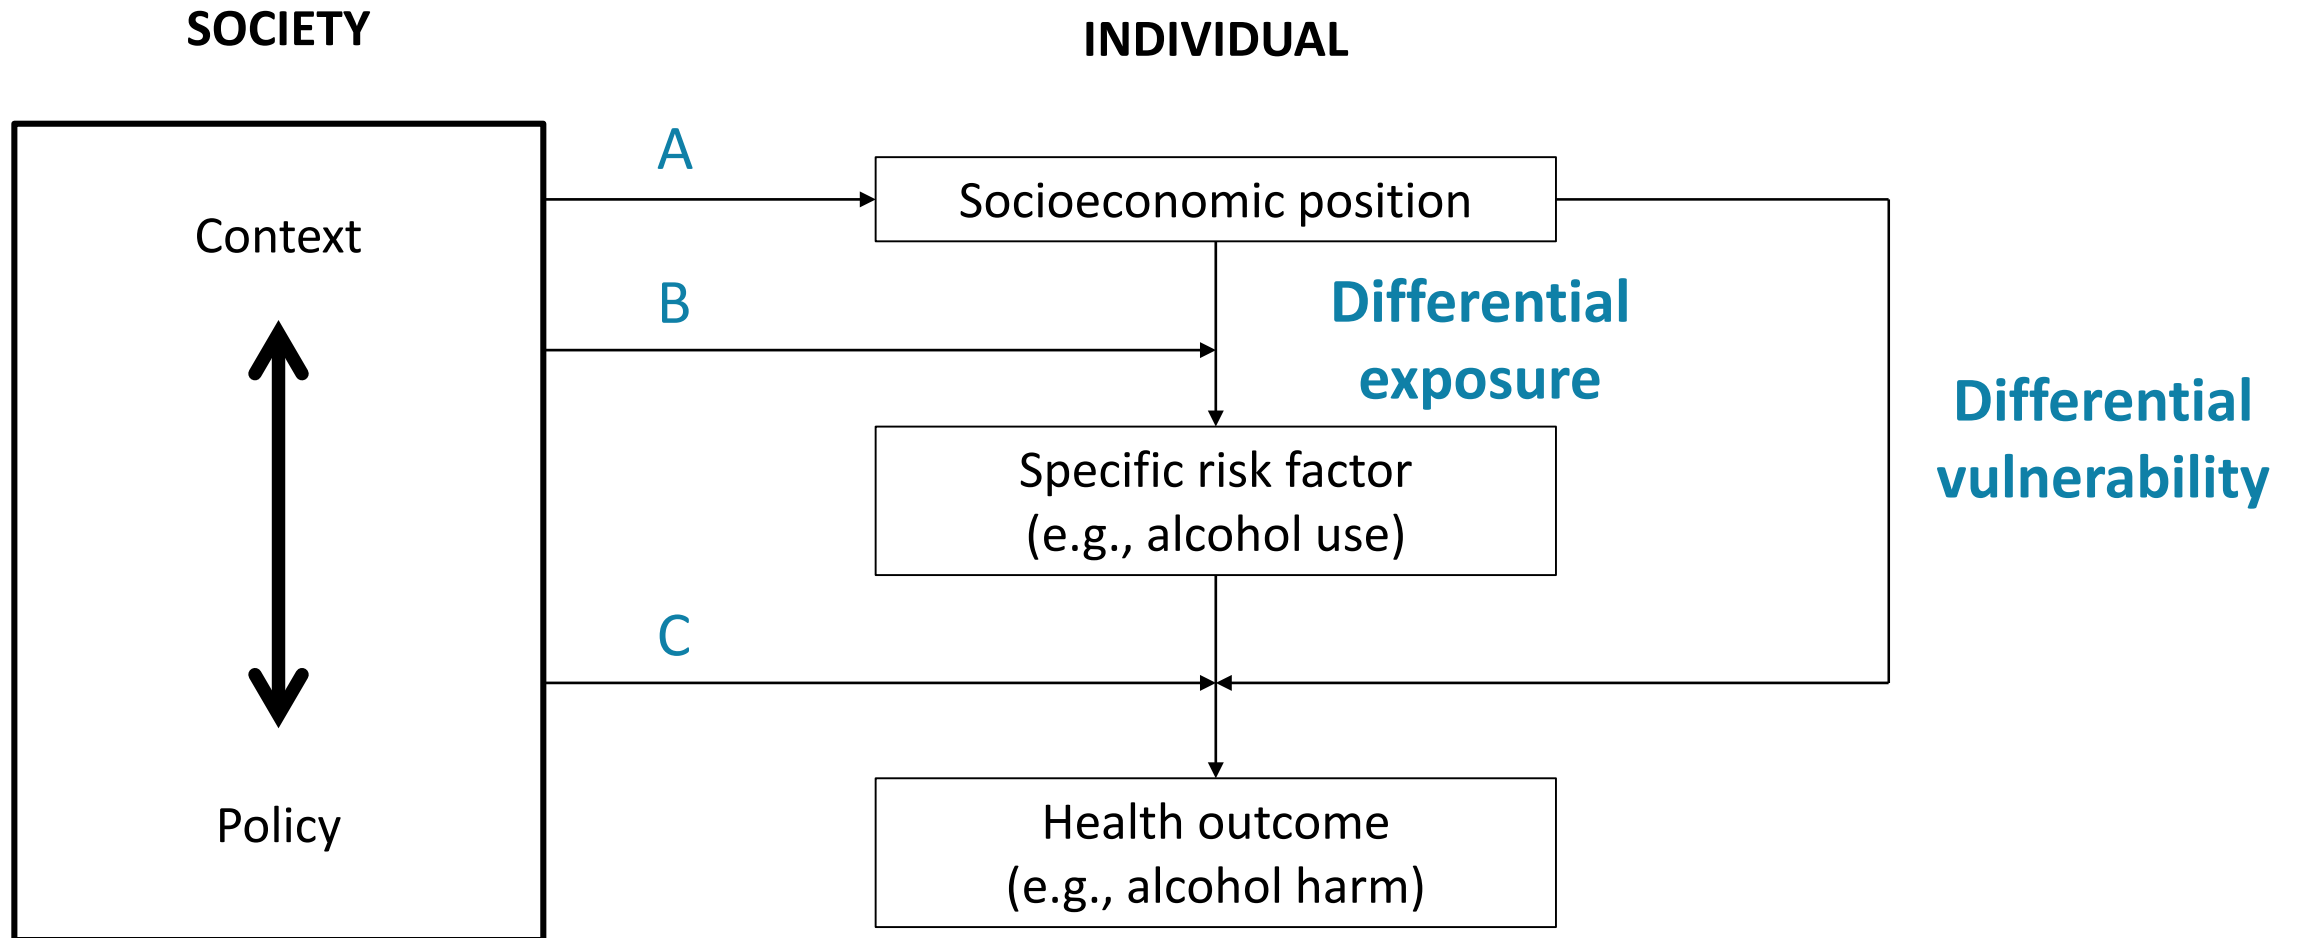 SOCIETY
INDIVIDUAL
A
Socioeconomic position
Context
B
Differential
exposure
Differential
vulnerability
Specific risk factor
(e.g., alcohol use)
C
Policy
Health outcome
(e.g., alcohol harm)